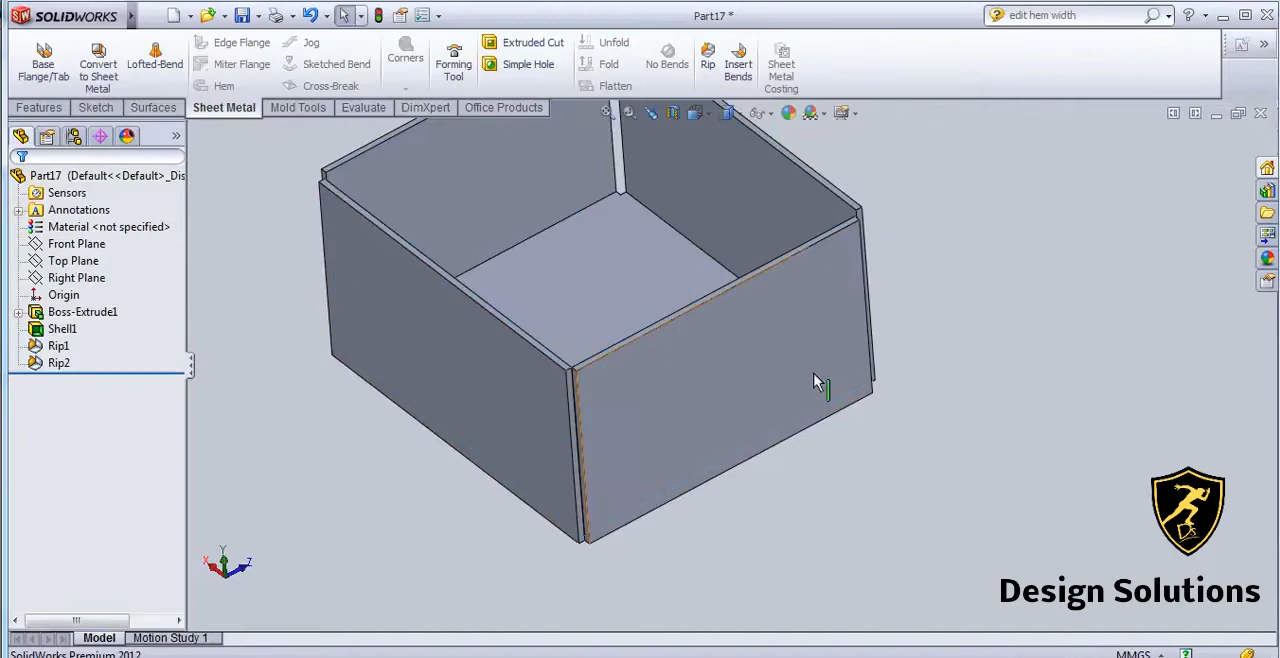 SOLIDWORKS
Part17 *
edit hem width
Base Flange/Tab
Convert to Sheet Metal
Lofted-Bend
Edge Flange
Miter Flange
Hem
Jog
Sketched Bend
Cross-Break
Corners
Forming Tool
Extruded Cut
Simple Hole
Unfold
Fold
Flatten
No Bends
Rip
Insert Bends
Sheet Metal Costing
Features
Sketch
Surfaces
Sheet Metal
Mold Tools
Evaluate
DimXpert
Office Products
Part17 (Default<<Default>_Dis
Sensors
Annotations
Material <not specified>
Front Plane
Top Plane
Right Plane
Origin
Boss-Extrude1
Shell1
Rip1
Rip2
X
Y
Z
Ds
Design Solutions
Model
Motion Study 1
SolidWorks Premium 2012
MMGS